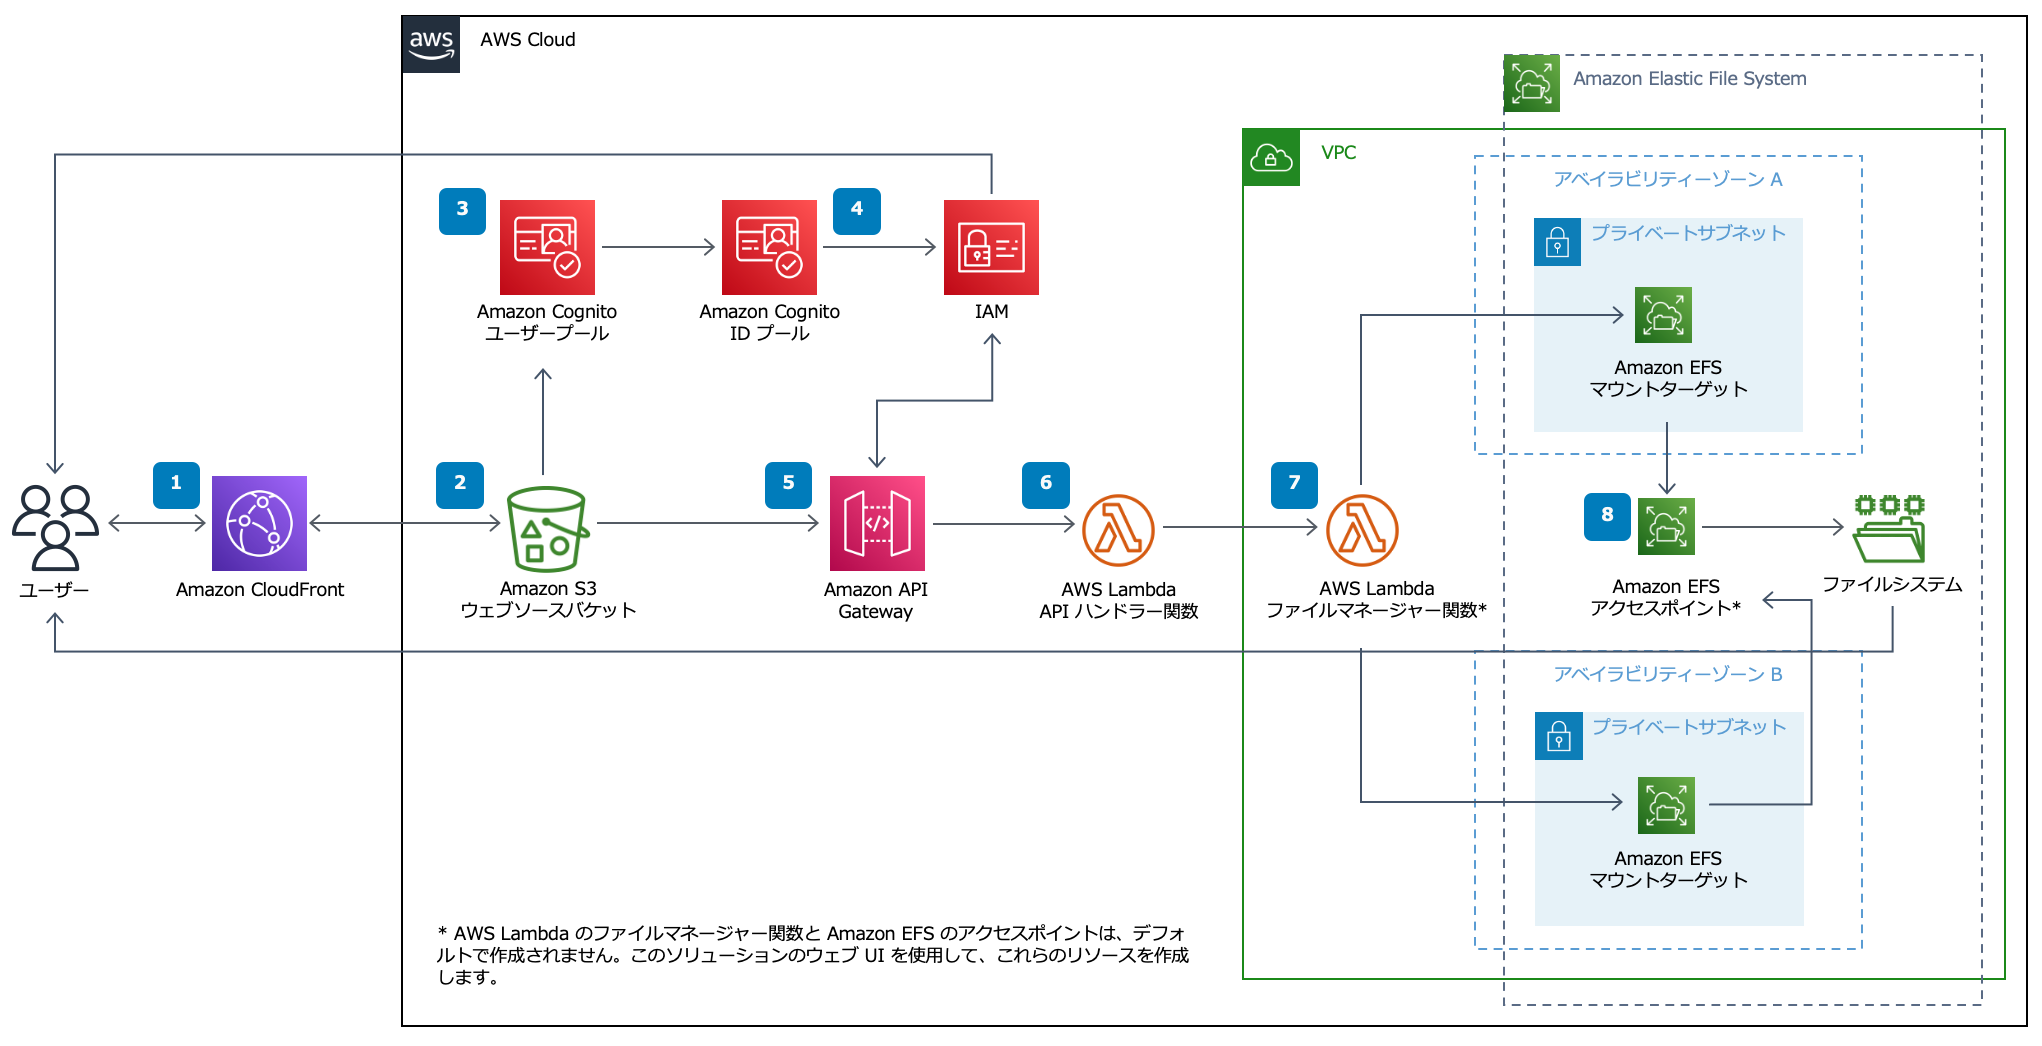 aws
AWS Cloud
Amazon Elastic File System
VPC
アベイラビリティーゾーン A
プライベートサブネット
3
4
Amazon Cognito
ユーザープール
Amazon Cognito
ID プール
IAM
Amazon EFS
マウントターゲット
1
2
5
6
7
8
ユーザー
Amazon CloudFront
Amazon S3
ウェブソースバケット
Amazon API
Gateway
AWS Lambda
API ハンドラー関数
AWS Lambda
ファイルマネージャー関数*
Amazon EFS
アクセスポイント*
ファイルシステム
アベイラビリティーゾーン B
プライベートサブネット
Amazon EFS
マウントターゲット
* AWS Lambda のファイルマネージャー関数と Amazon EFS のアクセスポイントは、デフォ
ルトで作成されません。このソリューションのウェブ UI を使用して、これらのリソースを作成
します。